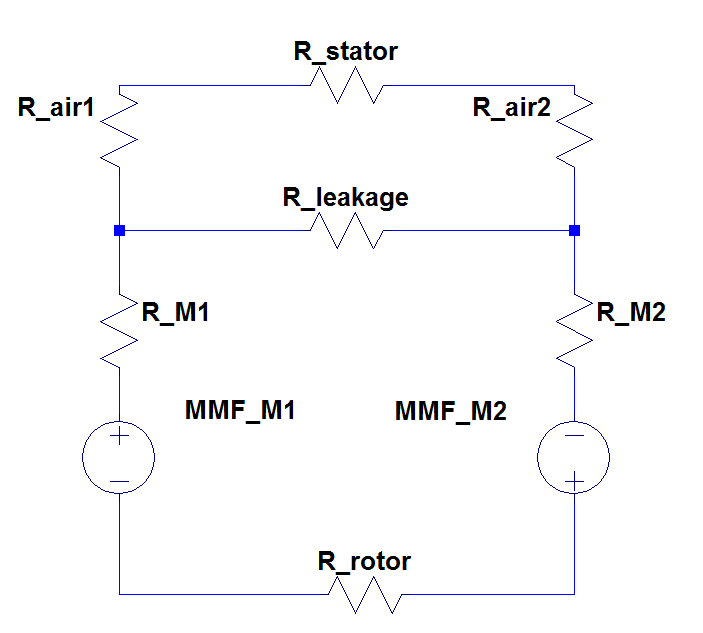 R_stator
R_air1
R_air2
R_leakage
R_M1
R_M2
MMF_M1
MMF_M2
+
−
−
+
R_rotor